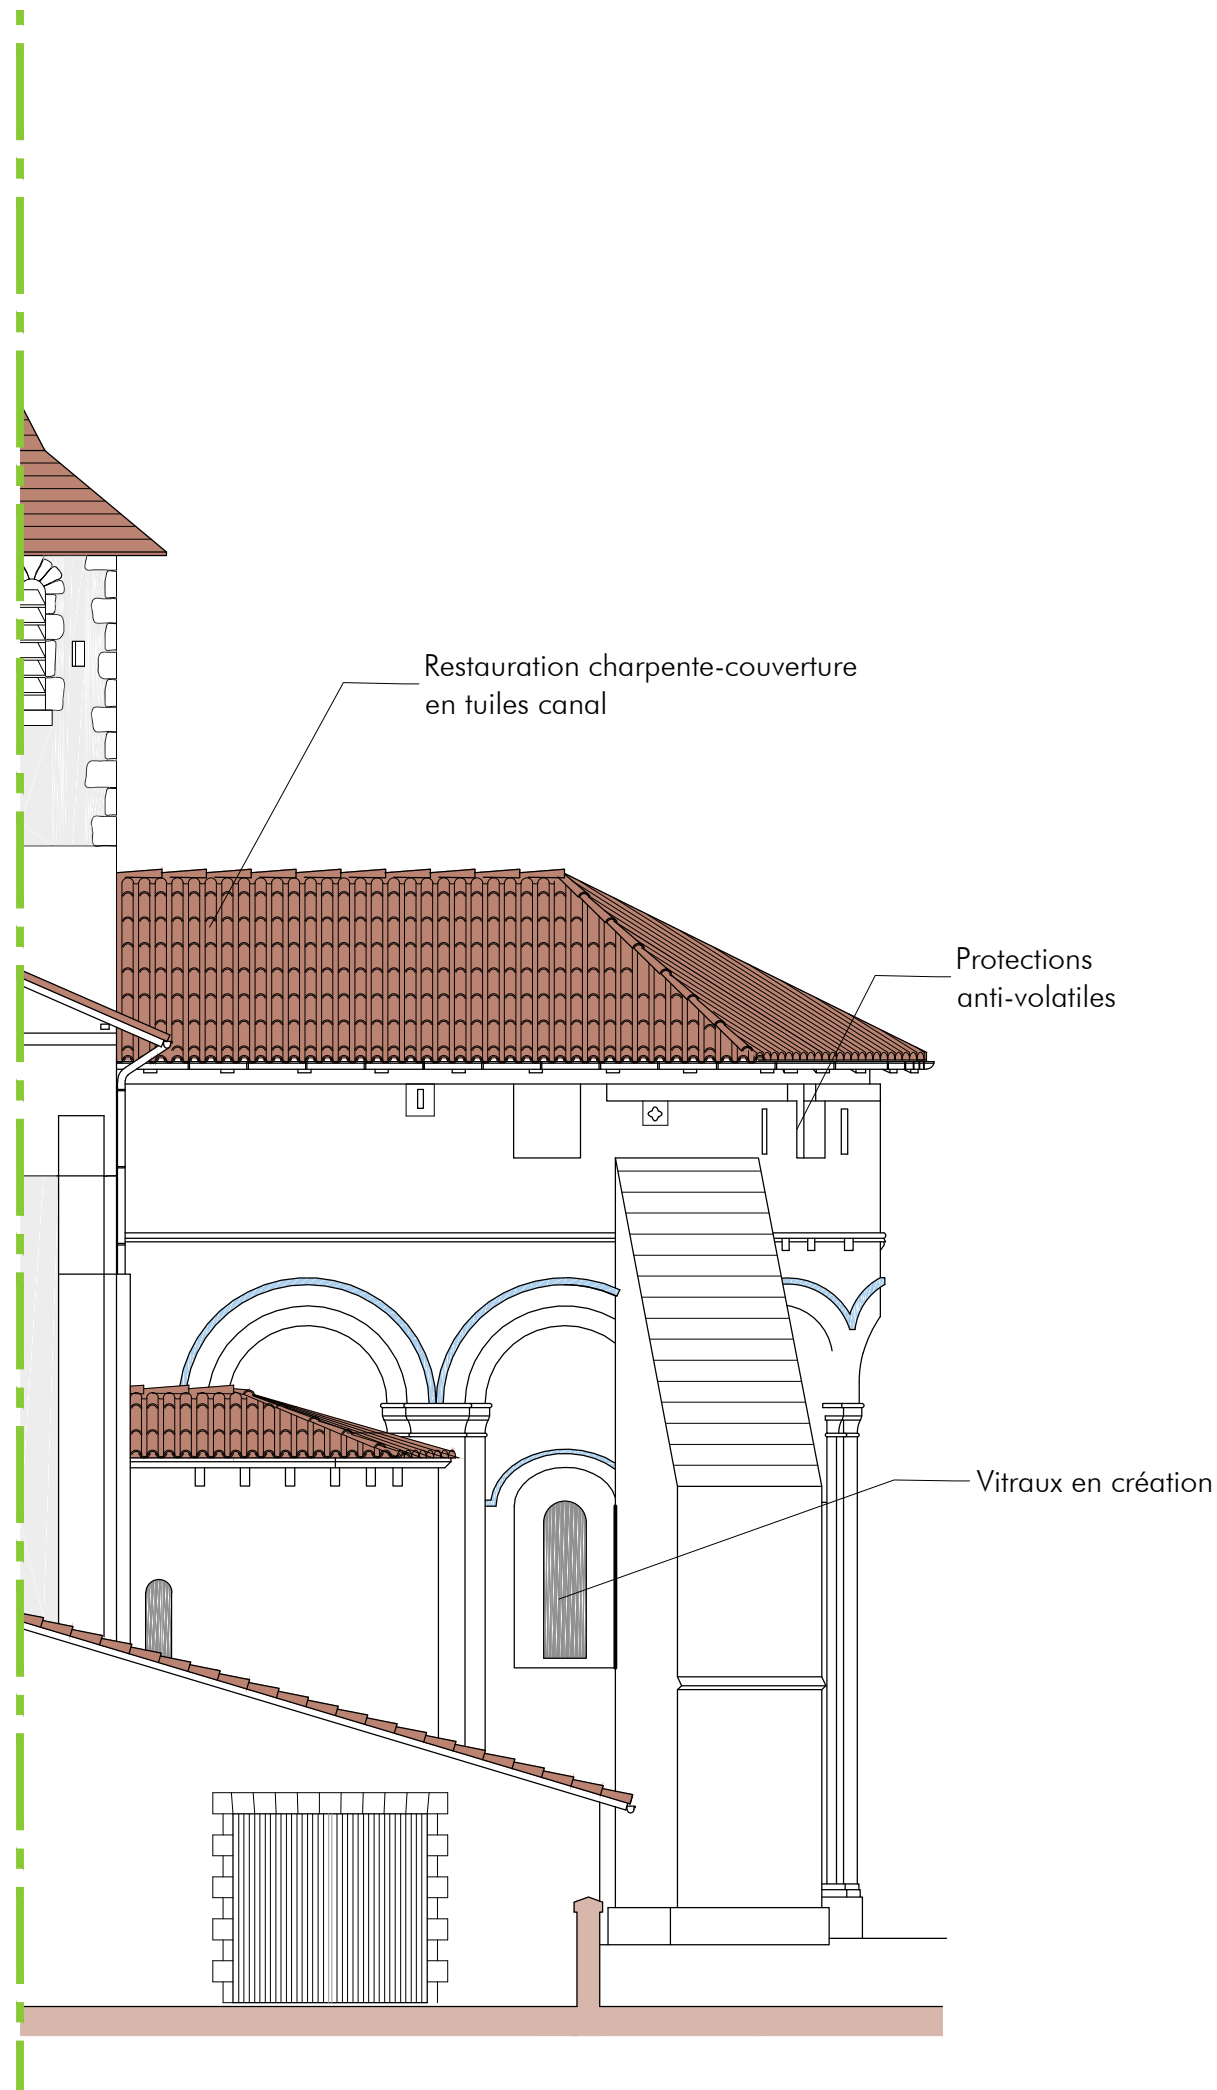 Restauration charpente-couverture
en tuiles canal
Protections
anti-volatiles
Vitraux en création